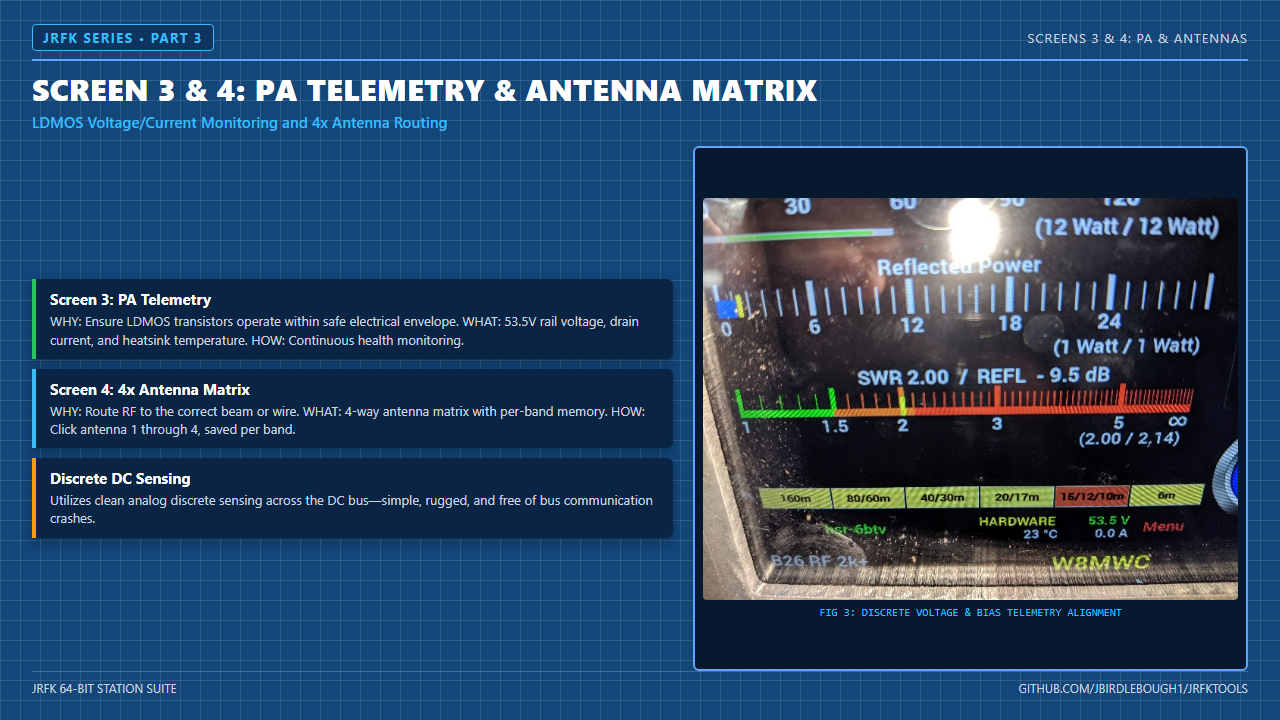 JRFK SERIES • PART 3
SCREENS 3 & 4: PA & ANTENNAS
SCREEN 3 & 4: PA TELEMETRY & ANTENNA MATRIX
LDMOS Voltage/Current Monitoring and 4x Antenna Routing
Screen 3: PA Telemetry
WHY: Ensure LDMOS transistors operate within safe electrical envelope. WHAT: 53.5V rail voltage, drain
current, and heatsink temperature. HOW: Continuous health monitoring.
Screen 4: 4x Antenna Matrix
WHY: Route RF to the correct beam or wire. WHAT: 4-way antenna matrix with per-band memory. HOW:
Click antenna 1 through 4, saved per band.
Discrete DC Sensing
Utilizes clean analog discrete sensing across the DC bus—simple, rugged, and free of bus communication
crashes.
30 60 90 120
(12 Watt / 12 Watt)
Reflected Power
0 6 12 18 24
(1 Watt / 1 Watt)
SWR 2.00 / REFL - 9.5 dB
1 1.5 2 3 5 ∞
(2.00 / 2.14)
160m 80/60m 40/30m 20/17m 15/12/10m 6m
hsr-6btv HARDWARE 53.5 V Menu
23 °C 0.0 A
B26 RF 2k+ W8MWC
FIG 3: DISCRETE VOLTAGE & BIAS TELEMETRY ALIGNMENT
JRFK 64-BIT STATION SUITE
GITHUB.COM/JBIRDLEBOUGH1/JRFKTOOLS